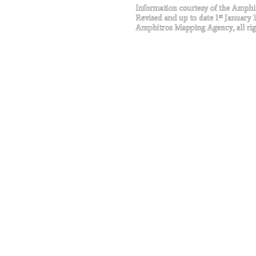 Information courtesy of the Amphi
Revised and up to date 1st January 1
Amphitros Mapping Agency, all rig